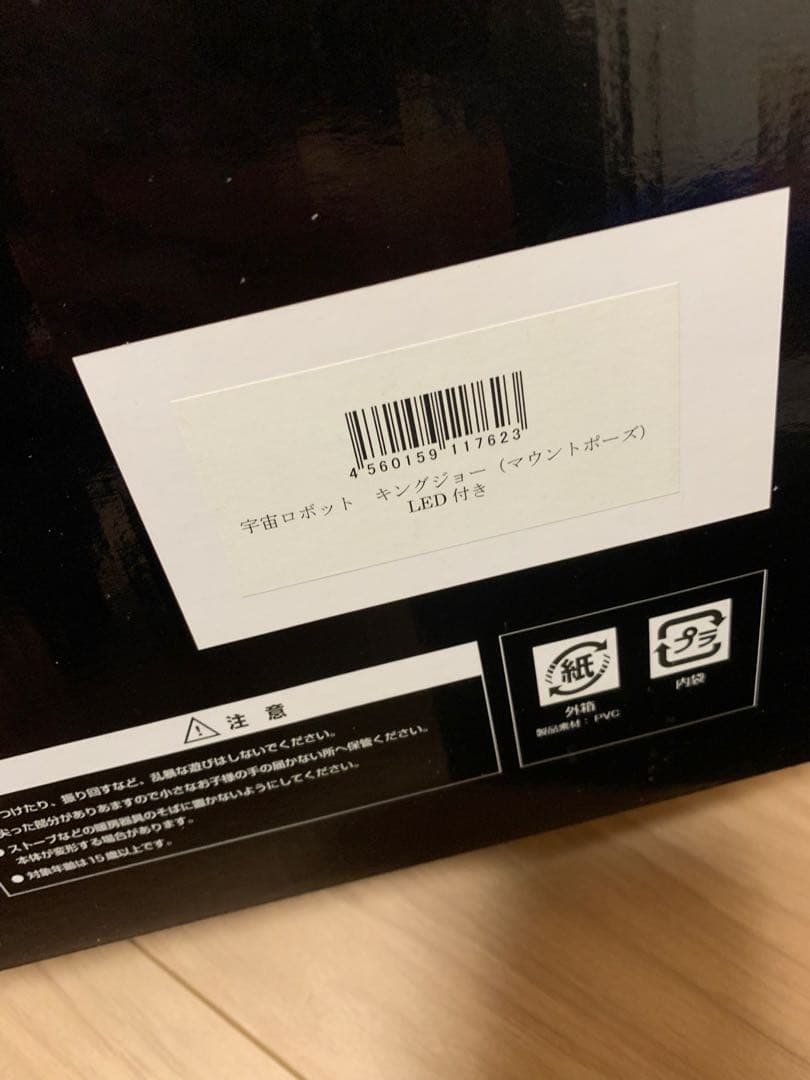 4 560159 117623
宇宙ロボット　キングジョー（マウントポーズ）
LED 付き
注 意
つけたり、振り回すなど、乱暴な遊びはしないでください。
尖った部分がありあますので小さなお子様の手の届かない所へ保管ください。
●ストーブなどの暖房器具のそばに置かないようにしてください。
本体が変形する場合があります。
●対象年齢は15歳以上です。
紙
外箱
製品素材：PVC
プラ
内袋